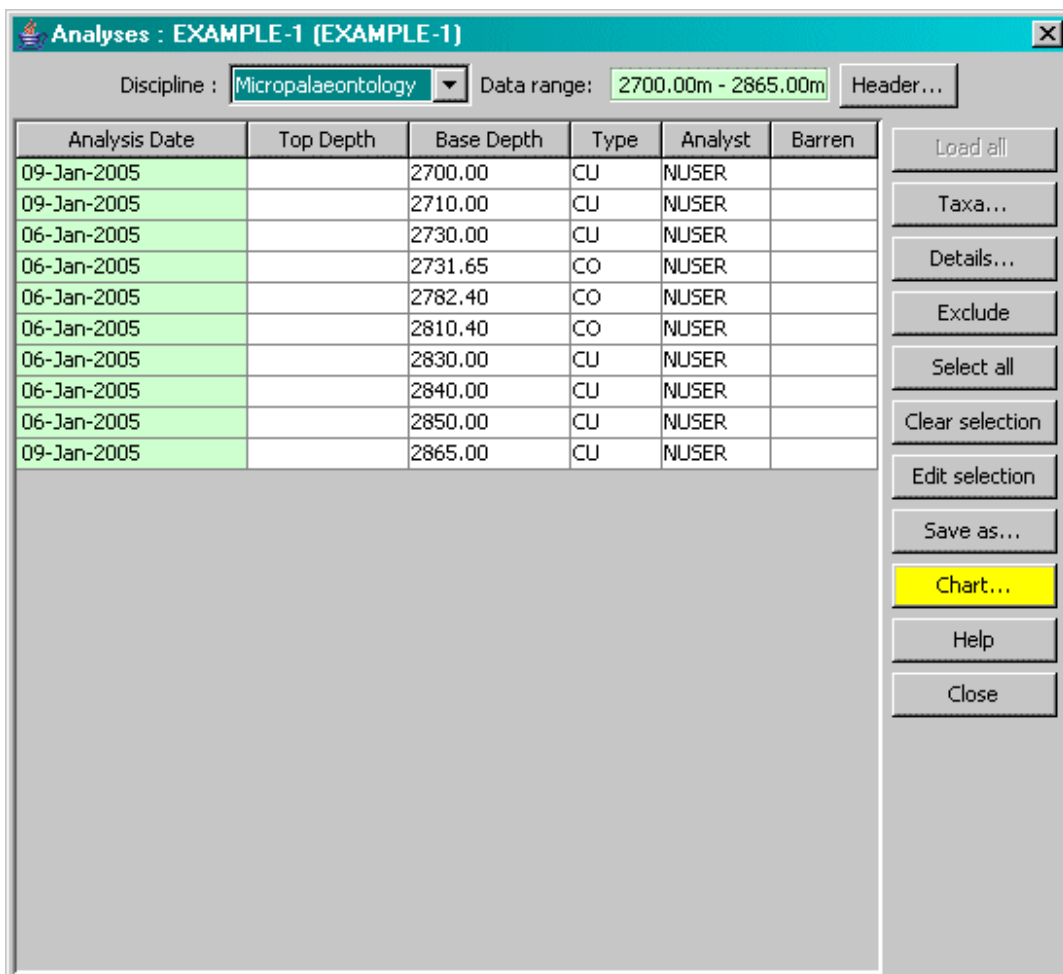 Analyses : EXAMPLE-1 (EXAMPLE-1)
Discipline : Micropalaeontology Data range: 2700.00m - 2865.00m Header...
Analysis Date Top Depth Base Depth Type Analyst Barren
09-Jan-2005 2700.00 CU NUSER
09-Jan-2005 2710.00 CU NUSER
06-Jan-2005 2730.00 CU NUSER
06-Jan-2005 2731.65 CO NUSER
06-Jan-2005 2782.40 CO NUSER
06-Jan-2005 2810.40 CO NUSER
06-Jan-2005 2830.00 CU NUSER
06-Jan-2005 2840.00 CU NUSER
06-Jan-2005 2850.00 CU NUSER
09-Jan-2005 2865.00 CU NUSER
Load all
Taxa...
Details...
Exclude
Select all
Clear selection
Edit selection
Save as...
Chart...
Help
Close